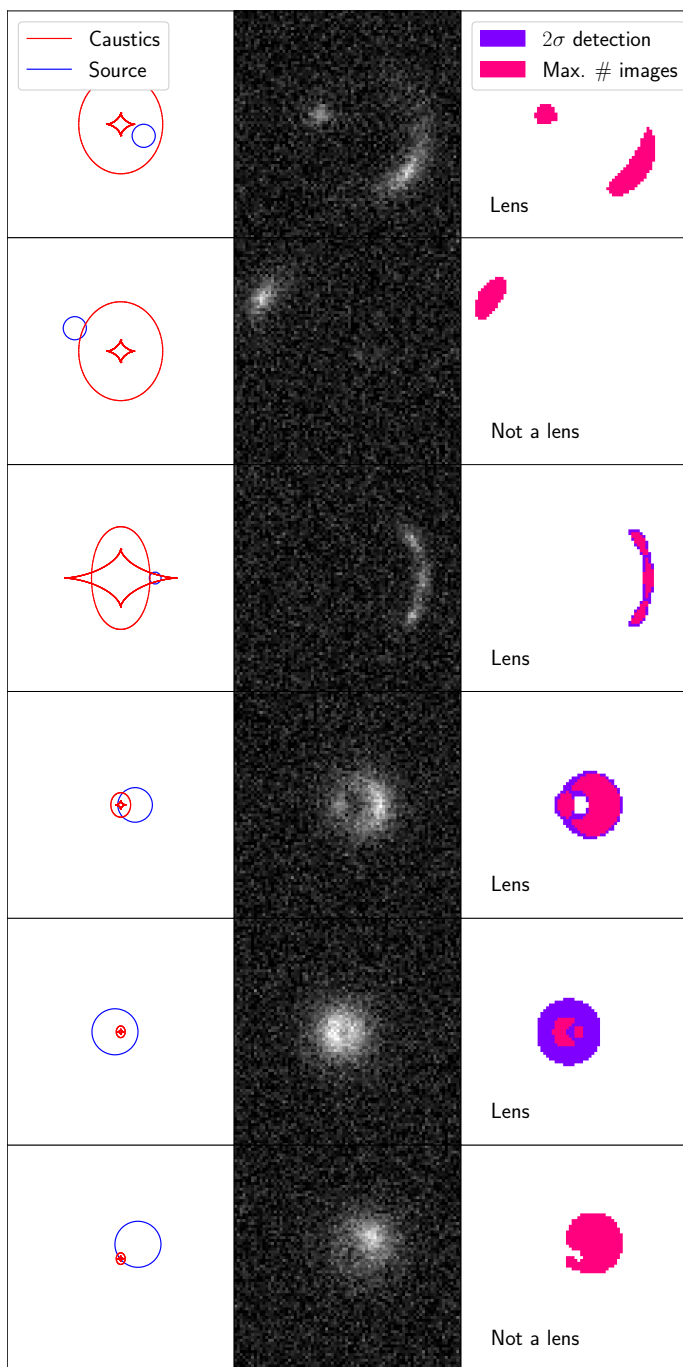 Caustics
Source
2σ detection
Max. # images
Lens
Not a lens
Lens
Lens
Lens
Not a lens